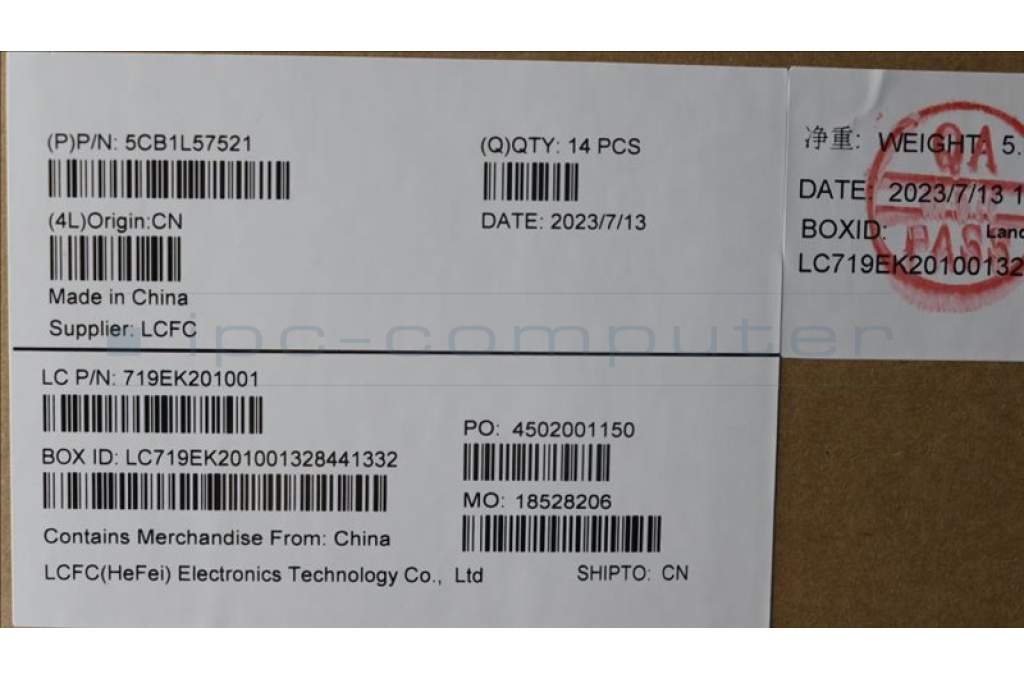 (P)P/N: 5CB1L57521
(Q)QTY: 14 PCS
(4L)Origin:CN
DATE: 2023/7/13
Made in China
Supplier: LCFC
LC P/N: 719EK201001
PO: 4502001150
BOX ID: LC719EK201001328441332
MO: 18528206
Contains Merchandise From: China
LCFC(HeFei) Electronics Technology Co., Ltd
SHIPTO: CN
净重: WEIGHT: 5.
DATE: 2023/7/13 1
BOXID:
LC719EK20100132
QA
PASS
ipc-computer